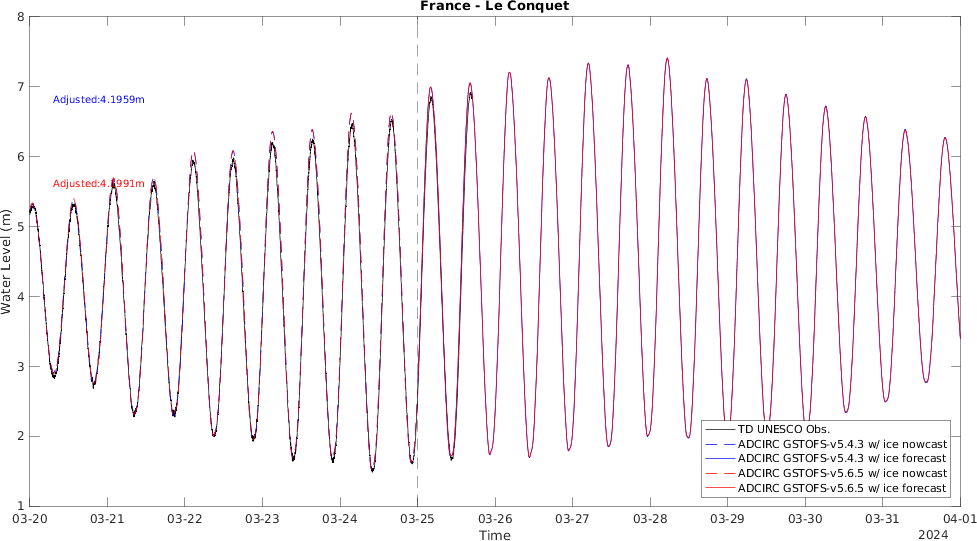 France - Le Conquet
8
7
6
5
4
3
2
1
Water Level (m)
Adjusted:4.1959m
Adjusted:4.1991m
TD UNESCO Obs.
ADCIRC GSTOFS-v5.4.3 w/ ice nowcast
ADCIRC GSTOFS-v5.4.3 w/ ice forecast
ADCIRC GSTOFS-v5.6.5 w/ ice nowcast
ADCIRC GSTOFS-v5.6.5 w/ ice forecast
03-20 03-21 03-22 03-23 03-24 03-25 03-26 03-27 03-28 03-29 03-30 03-31 04-01
Time
2024